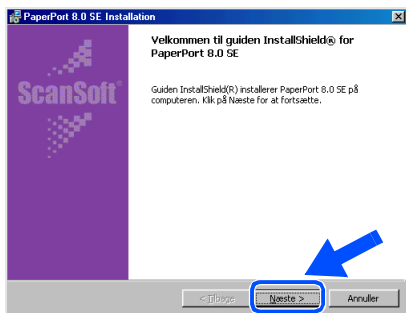 PaperPort 8.0 SE Installation
Velkommen til guiden InstallShield® for
PaperPort 8.0 SE
ScanSoft®
Guiden InstallShield(R) installerer PaperPort 8.0 SE på
computeren. Klik på Næste for at fortsætte.
< Tilbage
Næste >
Annuller